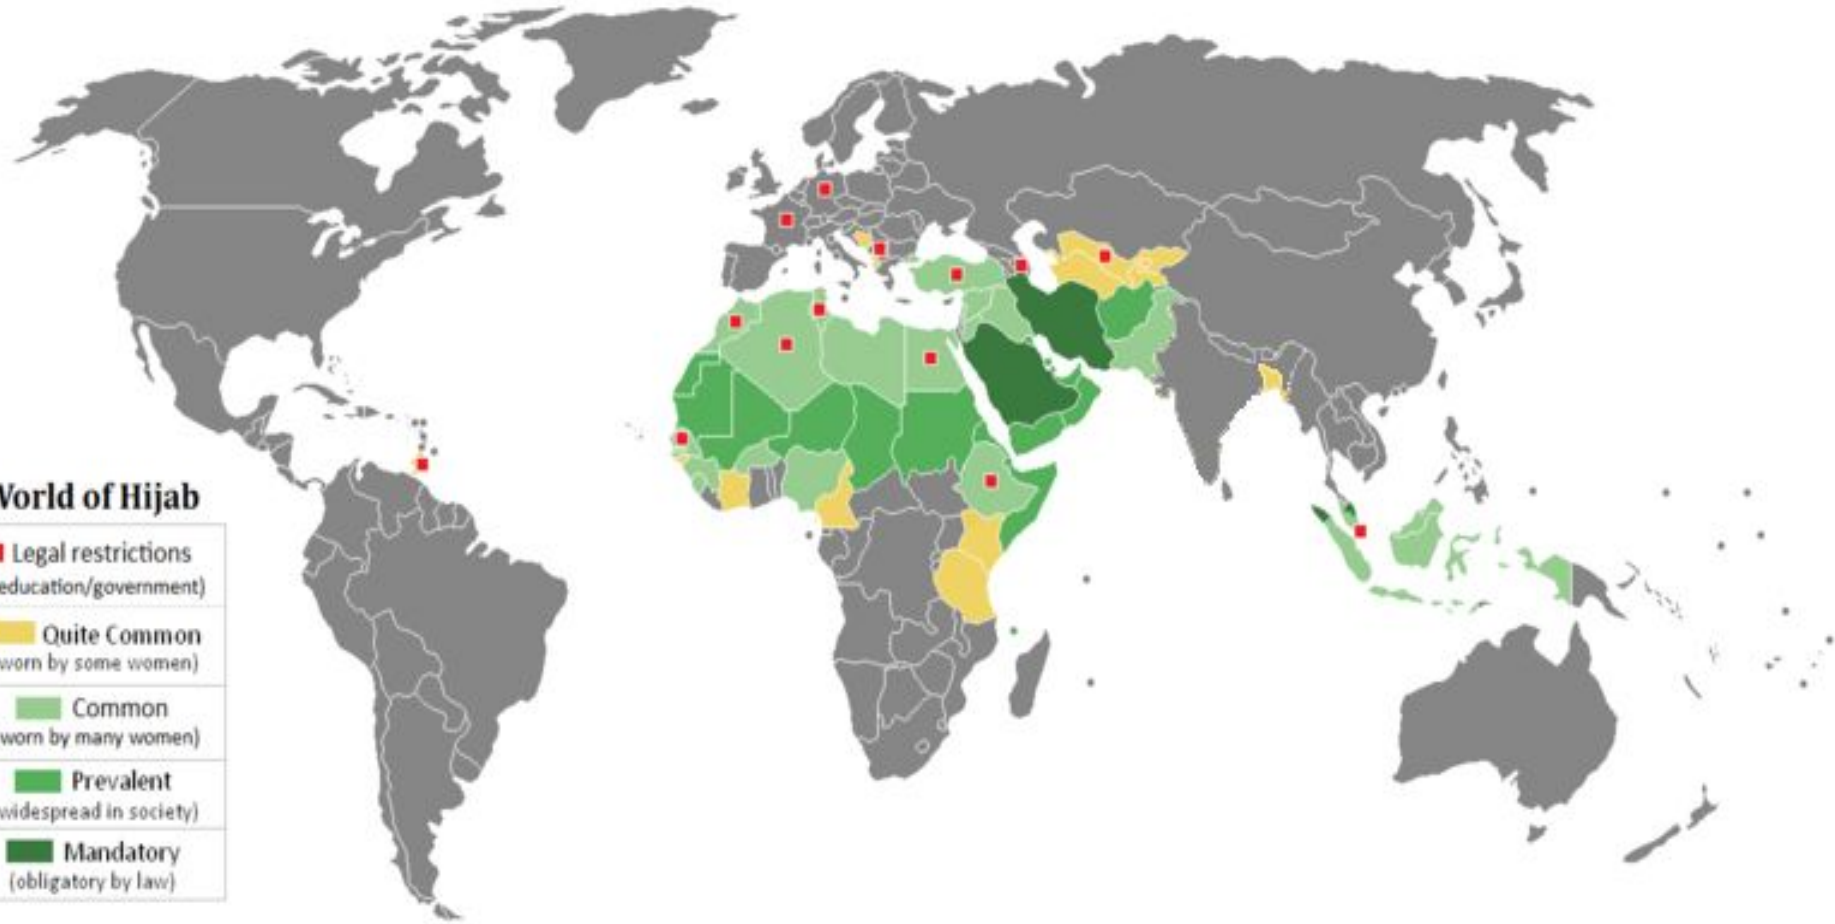 World of Hijab
Legal restrictions
education/government)
Quite Common
worn by some women)
Common
worn by many women)
Prevalent
widespread in society)
Mandatory
(obligatory by law)